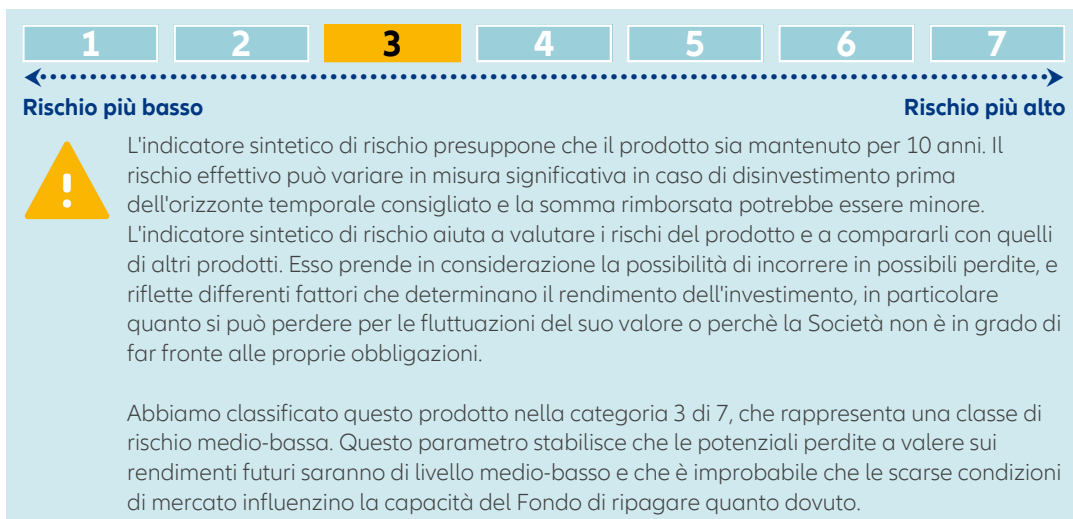 1 2 3 4 5 6 7
Rischio più basso Rischio più alto
L'indicatore sintetico di rischio presuppone che il prodotto sia mantenuto per 10 anni. Il
rischio effettivo può variare in misura significativa in caso di disinvestimento prima
dell'orizzonte temporale consigliato e la somma rimborsata potrebbe essere minore.
L'indicatore sintetico di rischio aiuta a valutare i rischi del prodotto e a compararli con quelli
di altri prodotti. Esso prende in considerazione la possibilità di incorrere in possibili perdite, e
riflette differenti fattori che determinano il rendimento dell'investimento, in particolare
quanto si può perdere per le fluttuazioni del suo valore o perchè la Società non è in grado di
far fronte alle proprie obbligazioni.
Abbiamo classificato questo prodotto nella categoria 3 di 7, che rappresenta una classe di
rischio medio-bassa. Questo parametro stabilisce che le potenziali perdite a valere sui
rendimenti futuri saranno di livello medio-basso e che è improbabile che le scarse condizioni
di mercato influenzino la capacità del Fondo di ripagare quanto dovuto.